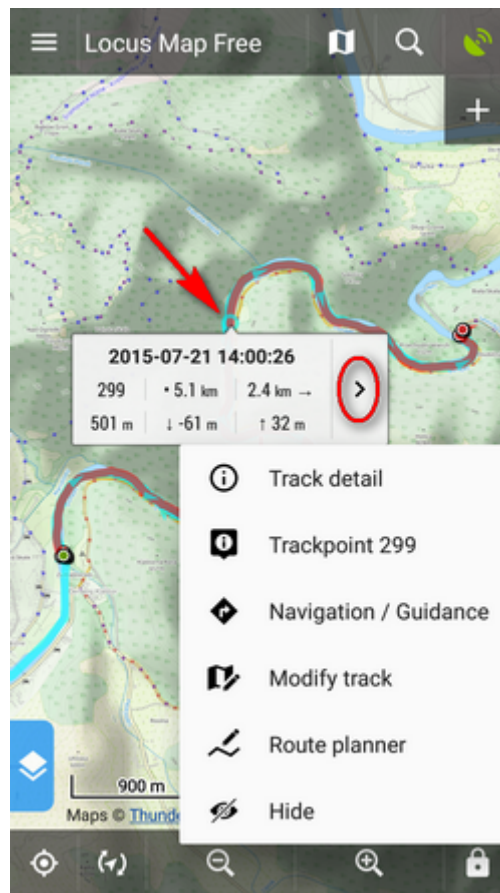 Locus Map Free
2015-07-21 14:00:26
299 • 5.1 km 2.4 km →
501 m ↓ -61 m ↑ 32 m
Track detail
Trackpoint 299
Navigation / Guidance
Modify track
Route planner
Hide
900 m
Maps © Thunde